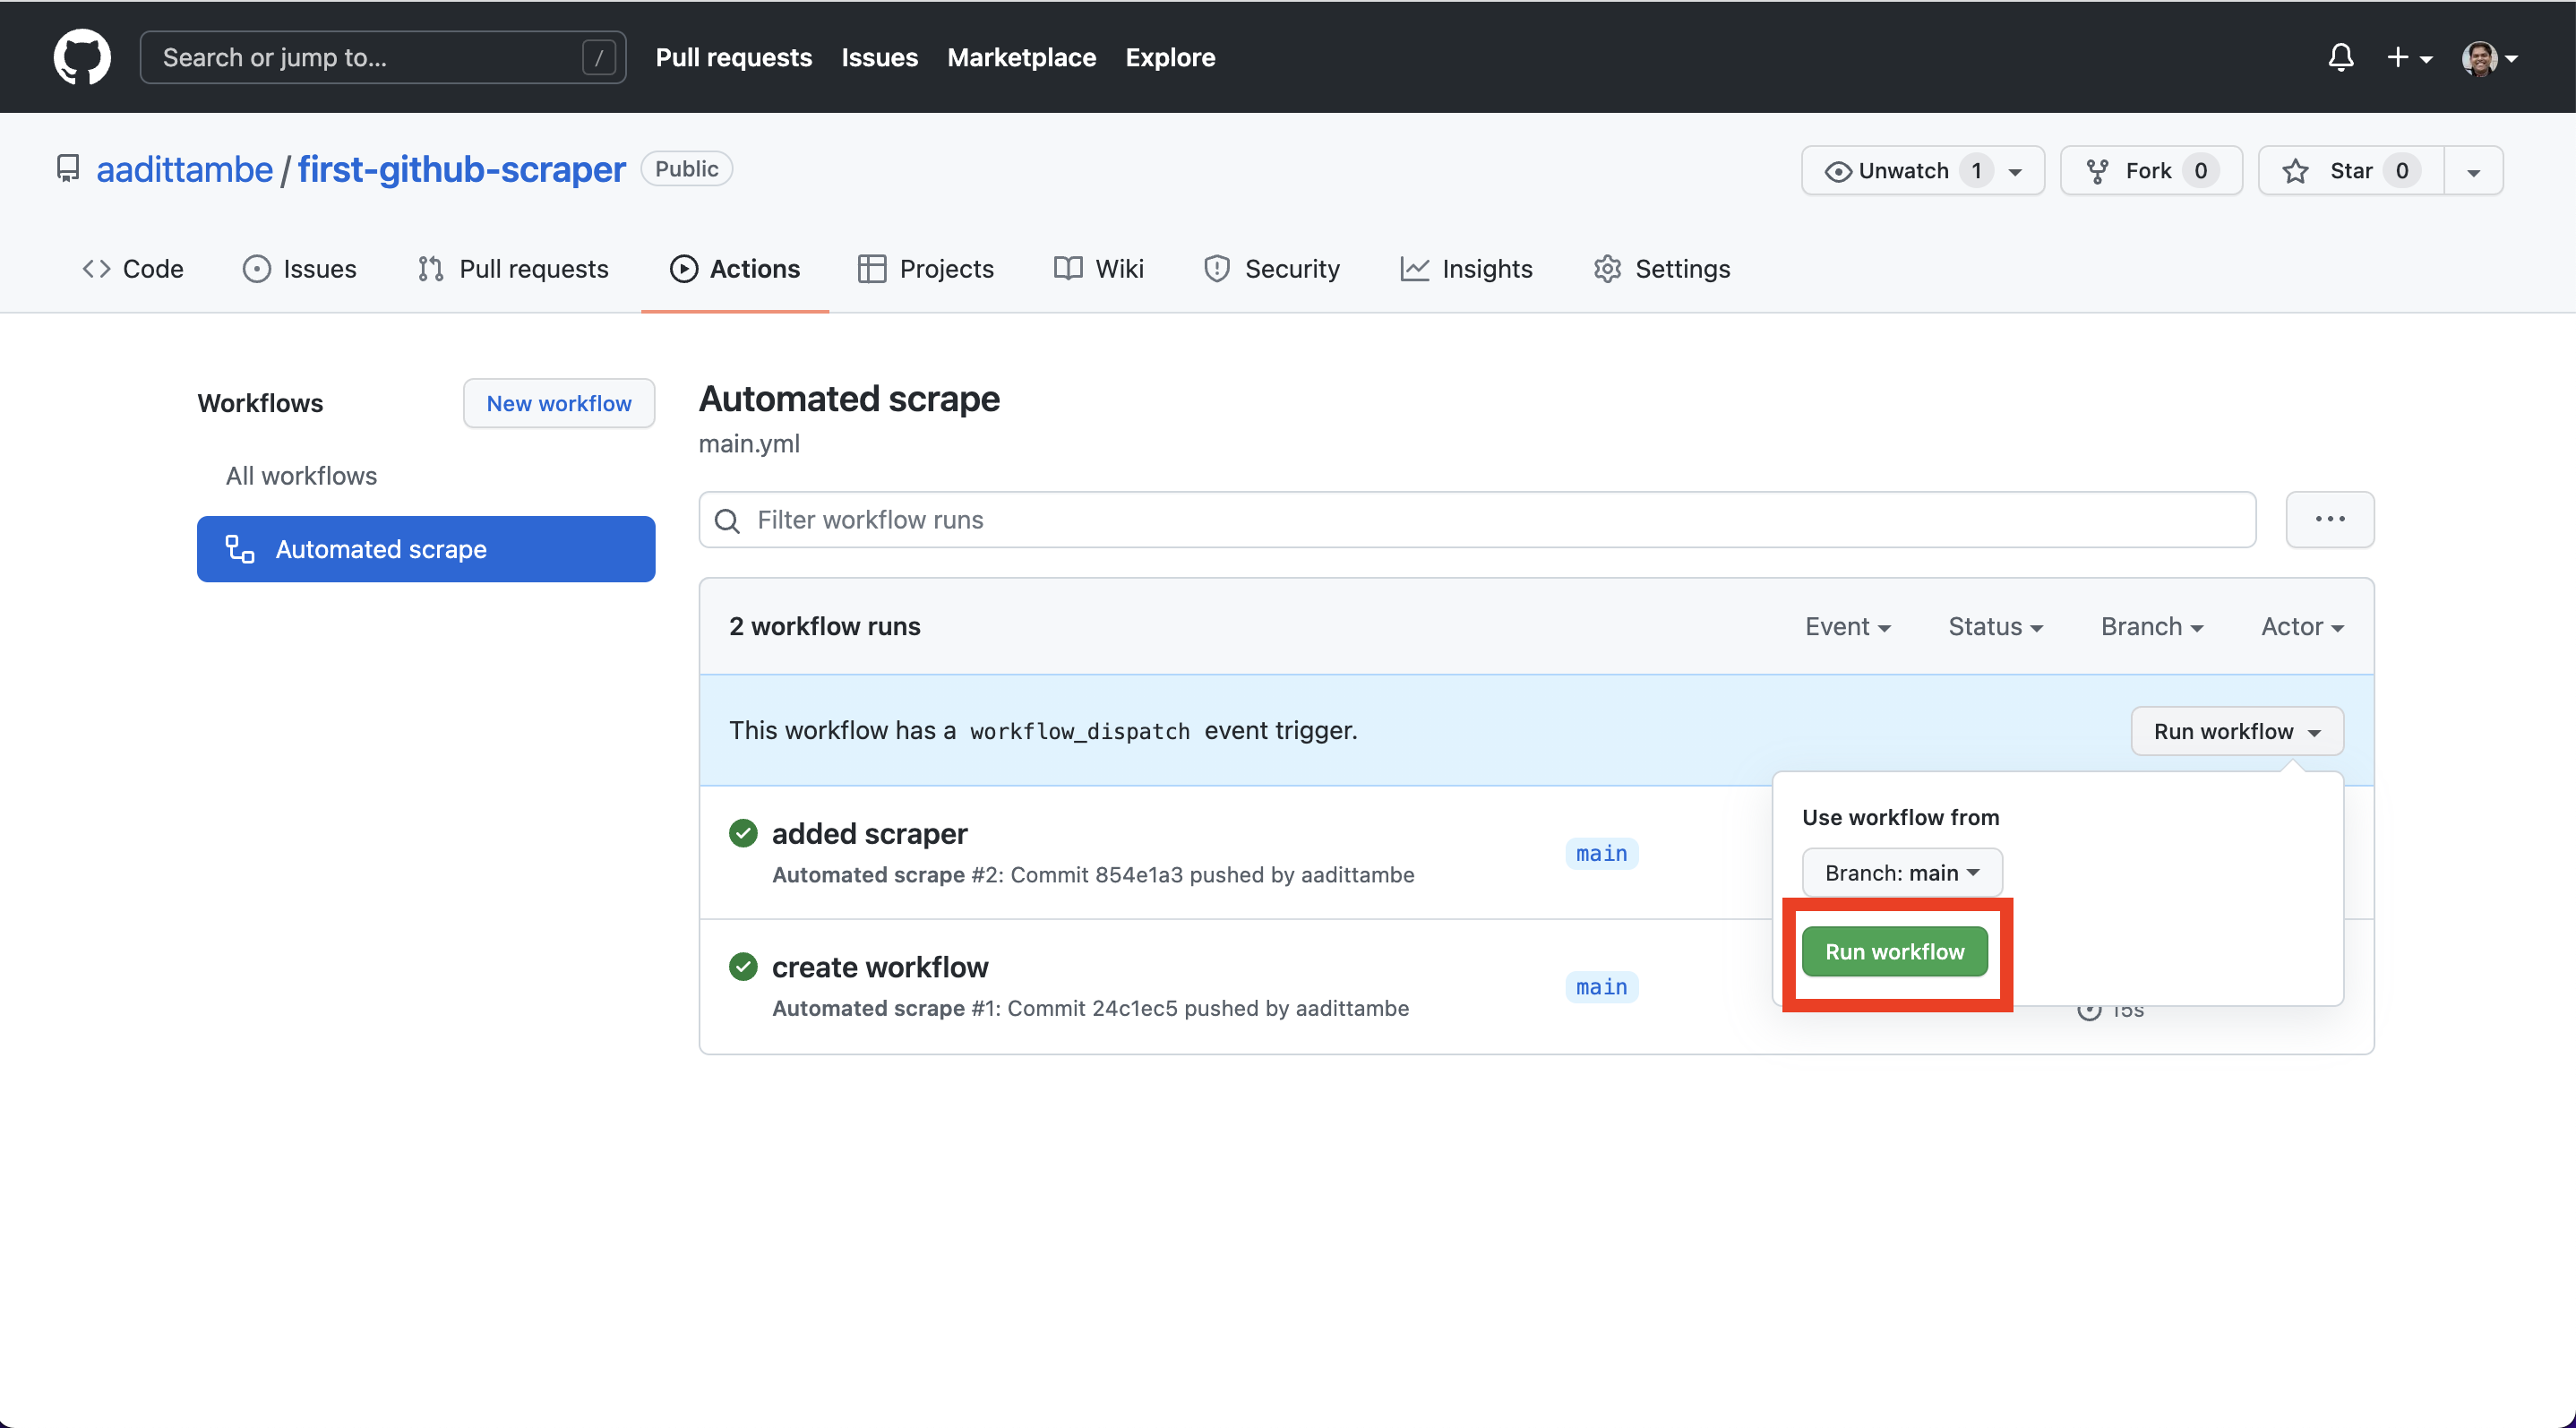 Search or jump to... /
Pull requests Issues Marketplace Explore
aadittambe / first-github-scraper Public
Unwatch 1 Fork 0 Star 0
Code Issues Pull requests Actions Projects Wiki Security Insights Settings
Workflows
New workflow
All workflows
Automated scrape
Automated scrape
main.yml
Filter workflow runs
2 workflow runs
Event Status Branch Actor
This workflow has a workflow_dispatch event trigger.
Run workflow
Use workflow from
Branch: main
Run workflow
added scraper
Automated scrape #2: Commit 854e1a3 pushed by aadittambe
main
create workflow
Automated scrape #1: Commit 24c1ec5 pushed by aadittambe
main
15s